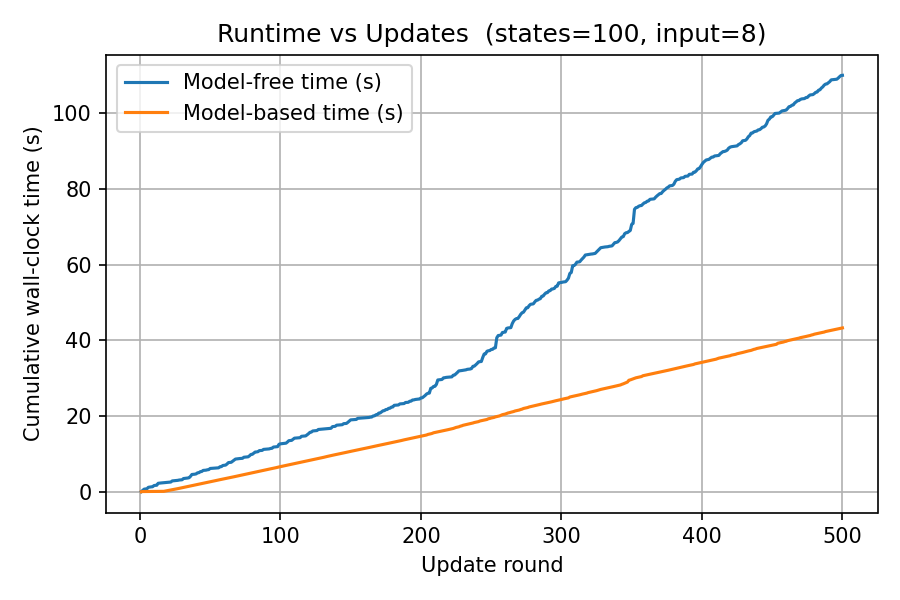 Runtime vs Updates (states=100, input=8)
Model-free time (s)
Model-based time (s)
Cumulative wall-clock time (s)
100
80
60
40
20
0
0 100 200 300 400 500
Update round